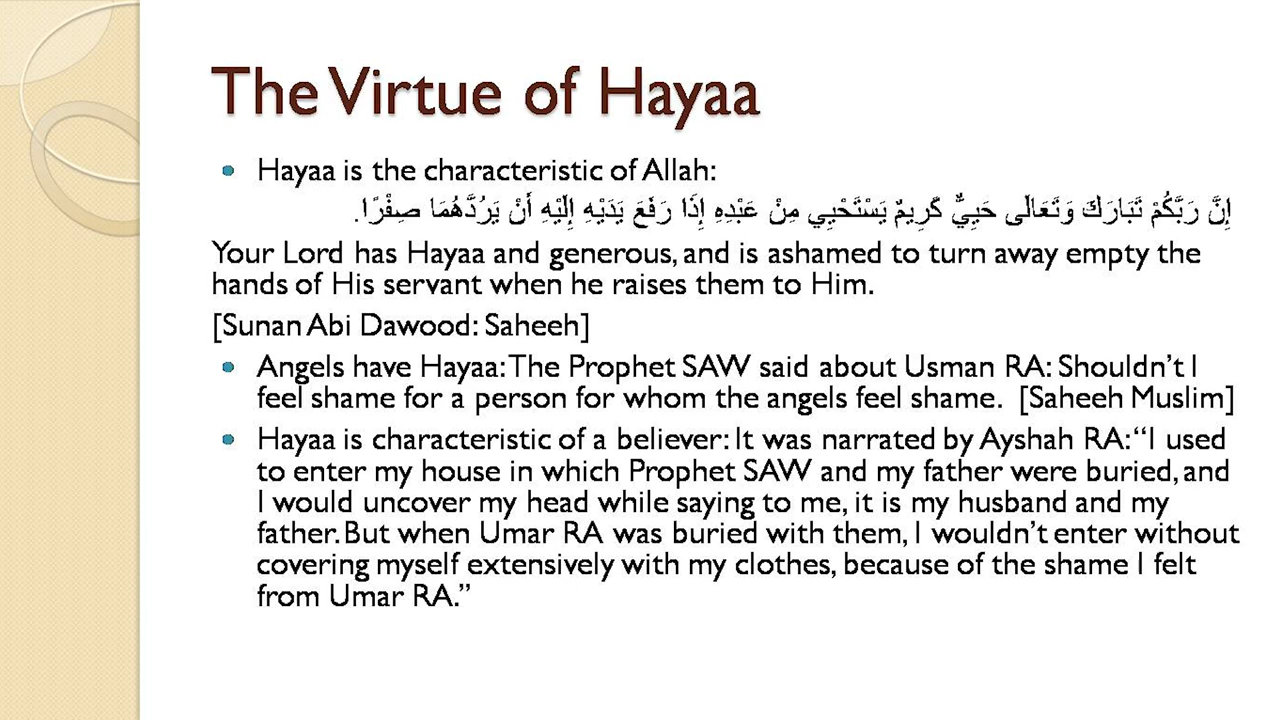 The Virtue of Hayaa
• Hayaa is the characteristic of Allah:
إِنَّ رَبَّكُمْ تَبَارَكَ وَتَعَالَى حَيِيٌّ كَرِيمٌ يَسْتَحْيِي مِنْ عَبْدِهِ إِذَا رَفَعَ يَدَيْهِ إِلَيْهِ أَنْ يَرُدَّهُمَا صِفْرًا.
Your Lord has Hayaa and generous, and is ashamed to turn away empty the
hands of His servant when he raises them to Him.
[Sunan Abi Dawood: Saheeh]
• Angels have Hayaa: The Prophet SAW said about Usman RA: Shouldn't I
feel shame for a person for whom the angels feel shame. [Saheeh Muslim]
• Hayaa is characteristic of a believer: It was narrated by Ayshah RA: “I used
to enter my house in which Prophet SAW and my father were buried, and
I would uncover my head while saying to me, it is my husband and my
father. But when Umar RA was buried with them, I wouldn't enter without
covering myself extensively with my clothes, because of the shame I felt
from Umar RA.”